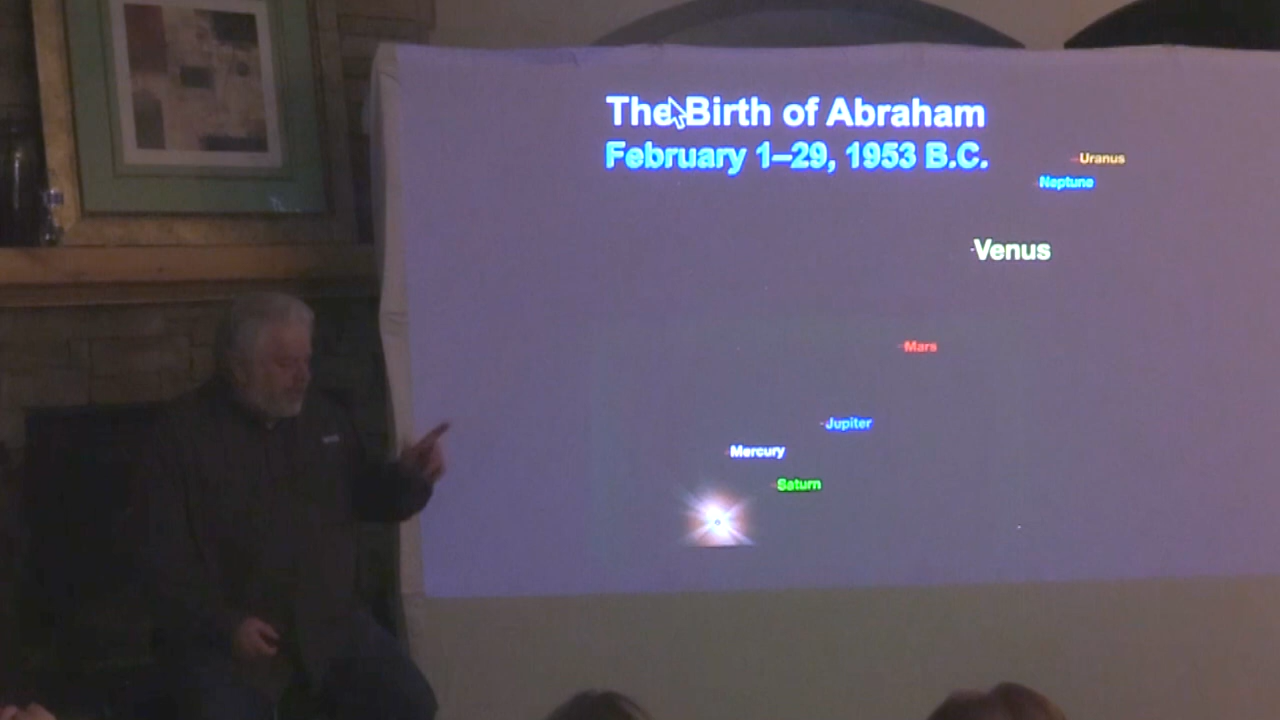 The Birth of Abraham
February 1–29, 1953 B.C.
Uranus
Neptune
Venus
Mars
Jupiter
Mercury
Saturn